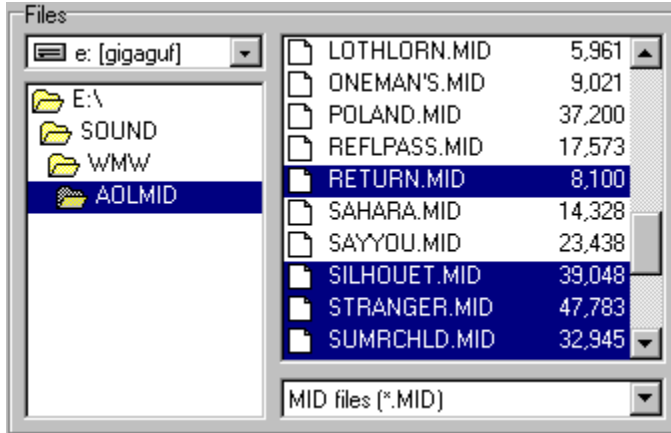 Files
e: [gigaguf]
E:\
SOUND
WMW
AOLMID
LOTHLORN.MID 5,961
ONEMAN'S.MID 9,021
POLAND.MID 37,200
REFLPASS.MID 17,573
RETURN.MID 8,100
SAHARA.MID 14,328
SAYYOU.MID 23,438
SILHOUET.MID 39,048
STRANGER.MID 47,783
SUMRCHLD.MID 32,945
MID files (*.MID)